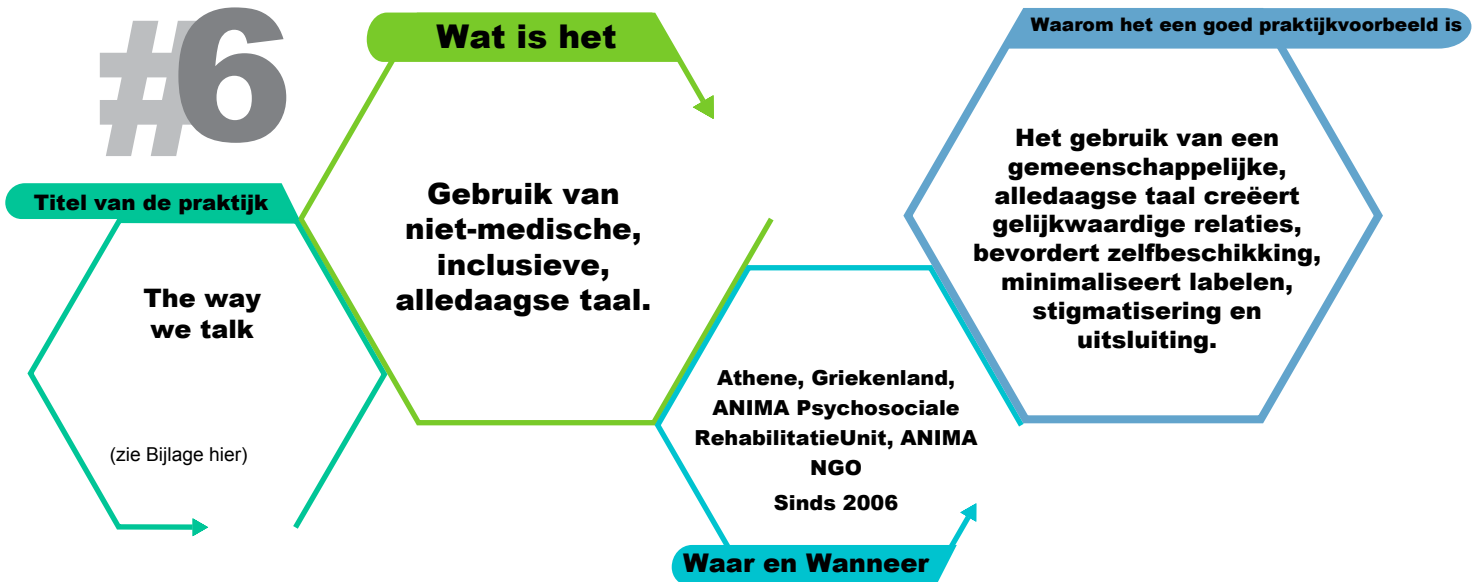 #6
Titel van de praktijk
The way
we talk
(zie Bijlage hier)
Wat is het
Gebruik van
niet-medische,
inclusieve,
alledaagse taal.
Athene, Griekenland,
ANIMA Psychosociale
RehabilitatieUnit, ANIMA
NGO
Sinds 2006
Waar en Wanneer
Waarom het een goed praktijkvoorbeeld is
Het gebruik van een
gemeenschappelijke,
alledaagse taal creëert
gelijkwaardige relaties,
bevordert zelfbeschikking,
minimaliseert labelen,
stigmatisering en
uitsluiting.